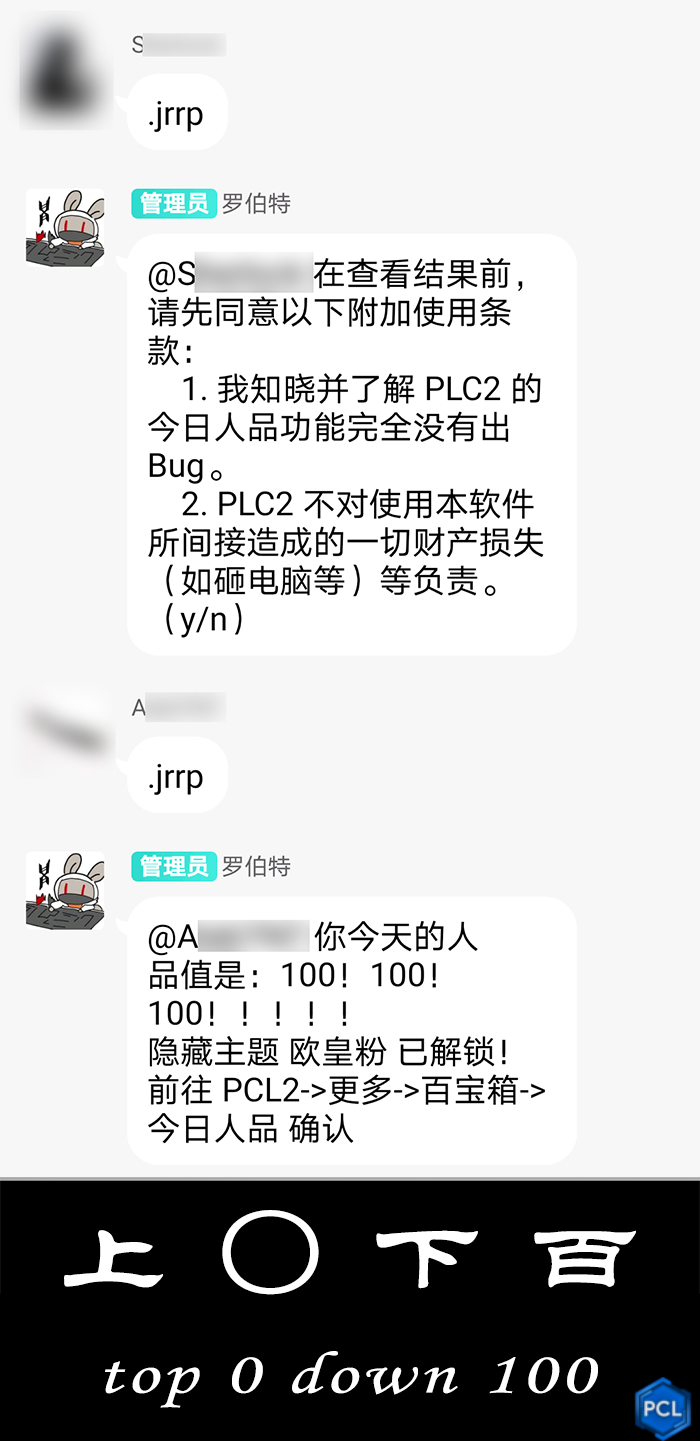 S
.jrrp
管理员 罗伯特
@S 在查看结果前，
请先同意以下附加使用条
款：
1. 我知晓并了解 PLC2 的
今日人品功能完全没有出
Bug。
2. PLC2 不对使用本软件
所间接造成的一切财产损失
（如砸电脑等）等负责。
（y/n）
A
.jrrp
管理员 罗伯特
@A 你今天的人
品值是：100！100！
100！！！！！
隐藏主题 欧皇粉 已解锁！
前往 PCL2->更多->百宝箱->
今日人品 确认
上〇下百
top 0 down 100
PCL